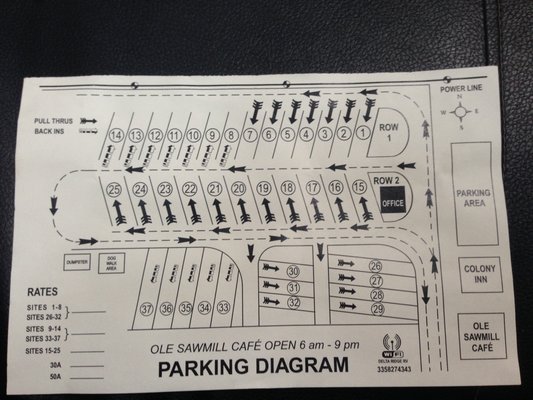 POWER LINE
N
W E
S
PULL THRUS
BACK INS
14 13 12 11 10 9 8 7 6 5 4 3 2 1
ROW
1
25 24 23 22 21 20 19 18 17 16 15
ROW 2
OFFICE
PARKING
AREA
DUMPSTER
DOG
WALK
AREA
37 36 35 34 33
30
31
32
26
27
28
29
COLONY
INN
OLE
SAWMILL
CAFÉ
RATES
SITES 1-8
SITES 26-32
SITES 9-14
SITES 33-37
SITES 15-25
30A
50A
OLE SAWMILL CAFÉ OPEN 6 am - 9 pm
PARKING DIAGRAM
WiFi
DELTA RIDGE RV
3358274343